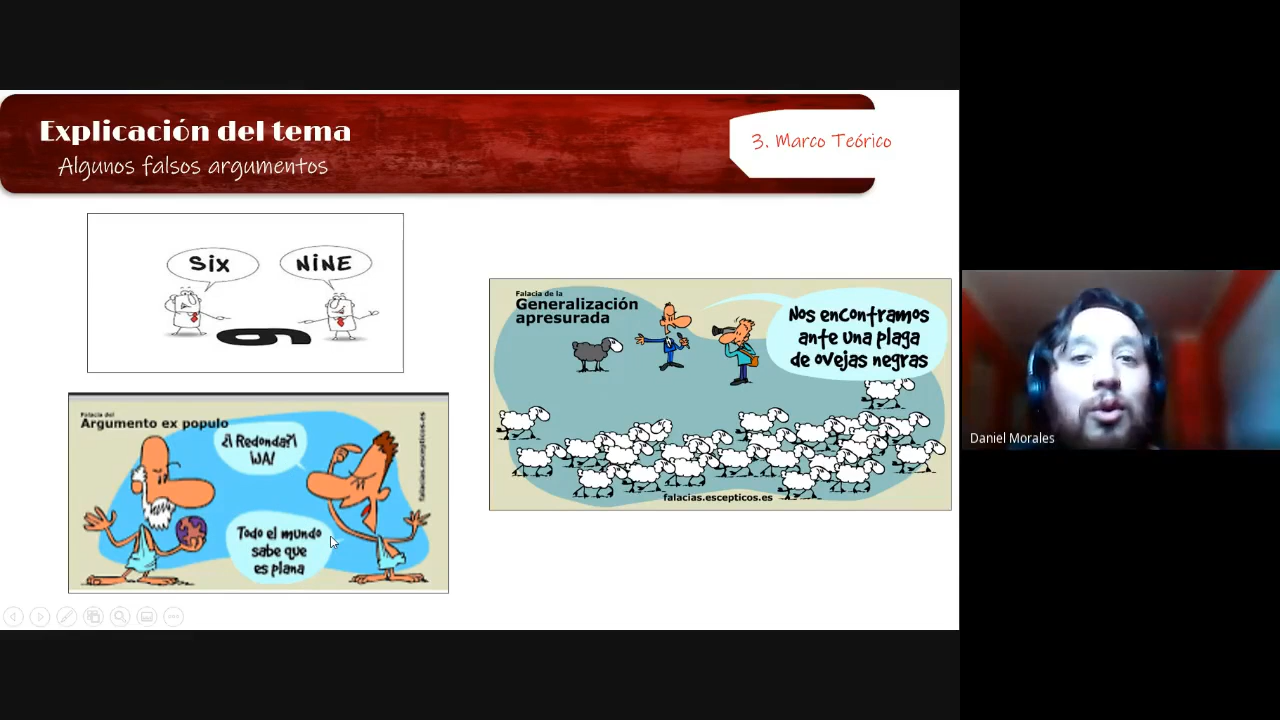 Explicación del tema
Algunos falsos argumentos
3. Marco Teórico
SIX
NINE
Falacia del
Argumento ex populo
¿¡ Redonda?!
¡JA!
Todo el mundo
sabe que
es plana
falacias.escepticos.es
Falacia de la
Generalización
apresurada
Nos encontramos
ante una plaga
de ovejas negras
falacias.escepticos.es
Daniel Morales